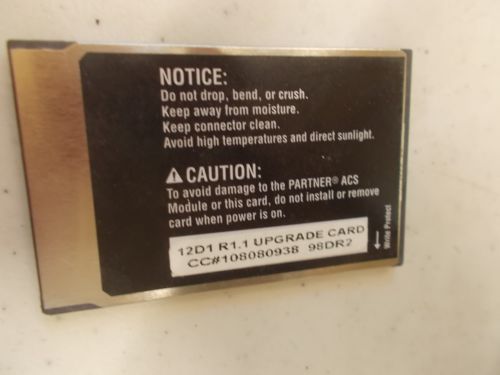 NOTICE:
Do not drop, bend, or crush.
Keep away from moisture.
Keep connector clean.
Avoid high temperatures and direct sunlight.
CAUTION:
To avoid damage to the PARTNER® ACS
Module or this card, do not install or remove
card when power is on.
12D1 R1.1 UPGRADE CARD
CC#108080938 98DR2
Write Protect